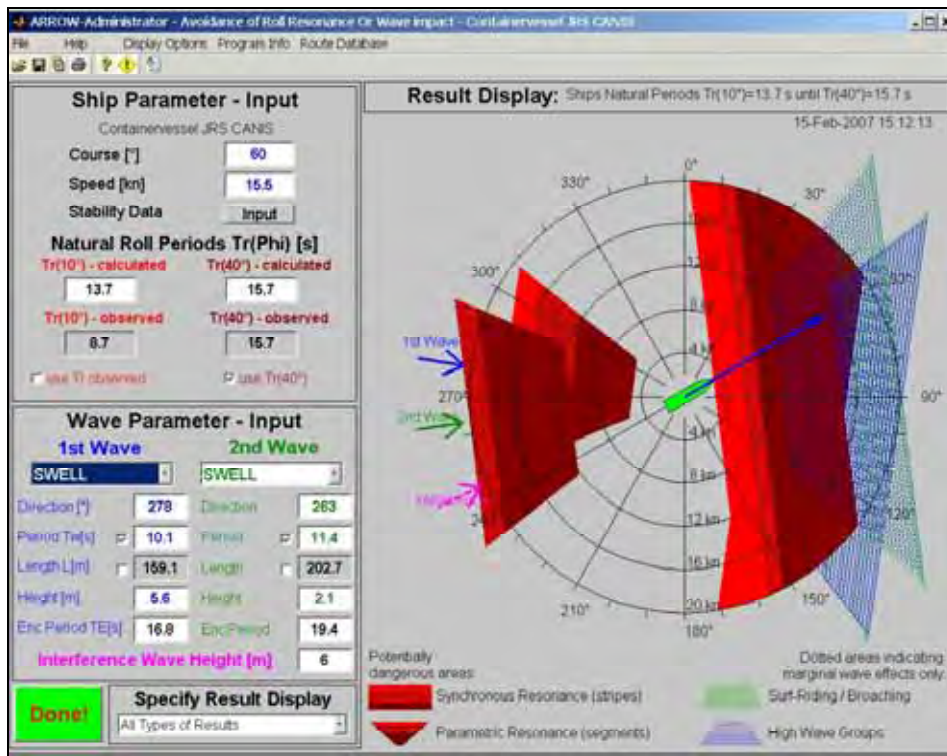 ARROW-Administrator - Avoidance of Roll Resonance Or Wave Impact - Containervessel JRS CANIS
File Help Display Options Program Info Route Database
Ship Parameter - Input
Containervessel JRS CANIS
Course [°] 60
Speed [kn] 15.5
Stability Data Input
Natural Roll Periods Tr(Phi) [s]
Tr(10°) - calculated Tr(40°) - calculated
13.7 15.7
Tr(10°) - observed Tr(40°) - observed
8.7 15.7
use Tr observed use Tr(40°)
Wave Parameter - Input
1st Wave 2nd Wave
SWELL SWELL
Direction [°] 278 Direction 263
Period Tw[s] 10.1 Period 11.4
Length L[m] 159.1 Length 202.7
Height [m] 5.6 Height 2.1
Enc.Period TE[s] 16.8 Enc.Period 19.4
Interference Wave Height [m] 6
Done!
Specify Result Display
All Types of Results
Result Display: Ships Natural Periods Tr(10°)=13.7 s until Tr(40°)=15.7 s
15-Feb-2007 15:12:13
0°
330° 30°
300°
1st Wave
270° 90°
2nd Wave
120°
210° 150°
180°
4 kn
8 kn
12 kn
16 kn
20 kn
Potentially
dangerous areas:
Synchronous Resonance (stripes)
Parametric Resonance (segments)
Dotted areas indicating
marginal wave effects only:
Surf-Riding / Broaching
High Wave Groups